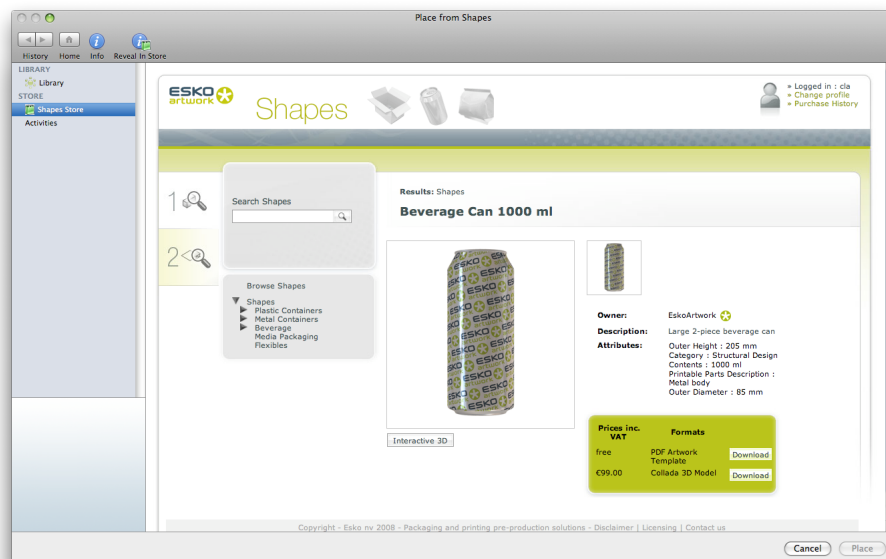 Place from Shapes
History Home Info Reveal In Store
LIBRARY
Library
STORE
Shapes Store
Activities
ESKO
artwork
Shapes
» Logged in : cla
» Change profile
» Purchase History
1
2
Search Shapes
Browse Shapes
Shapes
Plastic Containers
Metal Containers
Beverage
Media Packaging
Flexibles
Results: Shapes
Beverage Can 1000 ml
ESKO
artwork
Interactive 3D
Owner: EskoArtwork
Description: Large 2-piece beverage can
Attributes: Outer Height : 205 mm
Category : Structural Design
Contents : 1000 ml
Printable Parts Description :
Metal body
Outer Diameter : 85 mm
Prices inc. VAT Formats
free PDF Artwork Template Download
€99.00 Collada 3D Model Download
Copyright - Esko nv 2008 - Packaging and printing pre-production solutions - Disclaimer | Licensing | Contact us
Cancel Place